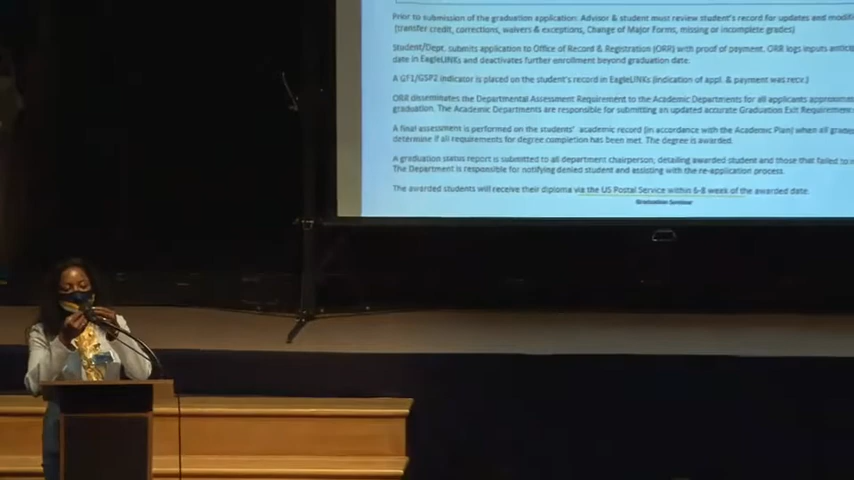 Prior to submission of the graduation application: Advisor & student must review student's record for updates and modifi
(transfer credit, corrections, waivers & exceptions, Change of Major Forms, missing or incomplete grades)
Student/Dept. submits application to Office of Record & Registration (ORR) with proof of payment. ORR logs inputs anticip
date in EagleLINKs and deactivates further enrollment beyond graduation date.
A GF1/GSP2 indicator is placed on the student's record in EagleLINKs (indication of appl. & payment was recv.)
ORR disseminates the Departmental Assessment Requirement to the Academic Departments for all applicants
graduation. The Academic Departments are responsible for submitting an updated accurate Graduation Exit Requirement
A final assessment is performed on the students' academic record (in accordance with the Academic Plan) when all grades
determine if all requirements for degree completion has been met. The degree is awarded.
A graduation status report is submitted to all department chairperson, detailing awarded student and those that failed to
The Department is responsible for notifying denied student and assisting with the re-application process.
The awarded students will receive their diploma via the US Postal Service within 6-8 week of the awarded date.
Graduation Seminar